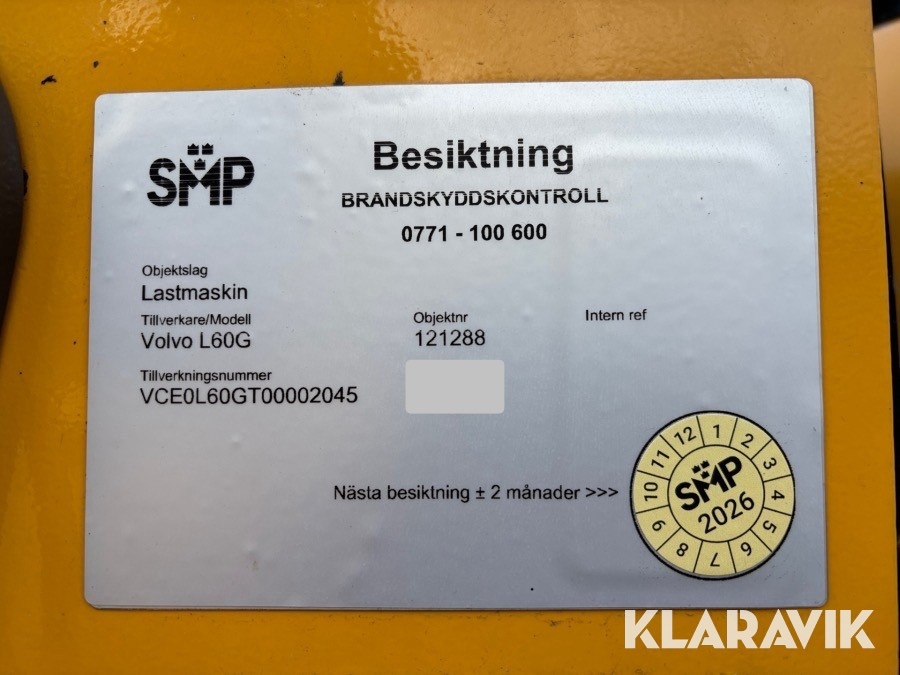 SMP
Besiktning
BRANDSKYDDSKONTROLL
0771 - 100 600
Objektslag
Lastmaskin
Tillverkare/Modell
Volvo L60G
Objektnr
121288
Intern ref
Tillverkningsnummer
VCE0L60GT00002045
Nästa besiktning ± 2 månader >>>
1 2 3 4 5 6 7 8 9 10 11 12
SMP
2026
KLARAVIK